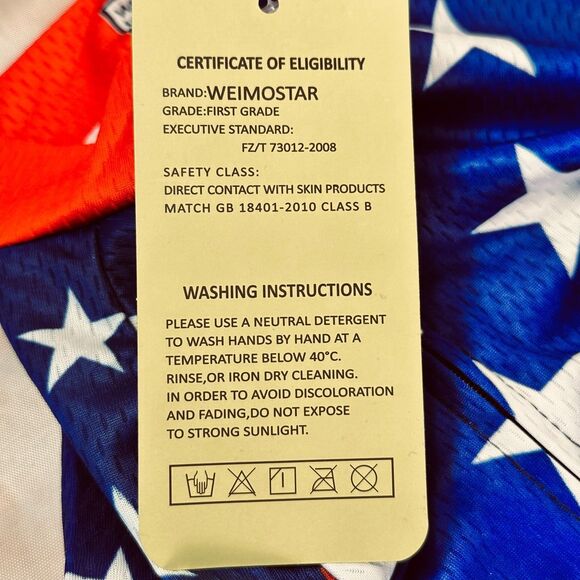 CERTIFICATE OF ELIGIBILITY
BRAND:WEIMOSTAR
GRADE:FIRST GRADE
EXECUTIVE STANDARD:
FZ/T 73012-2008
SAFETY CLASS:
DIRECT CONTACT WITH SKIN PRODUCTS
MATCH GB 18401-2010 CLASS B
WASHING INSTRUCTIONS
PLEASE USE A NEUTRAL DETERGENT
TO WASH HANDS BY HAND AT A
TEMPERATURE BELOW 40°C.
RINSE,OR IRON DRY CLEANING.
IN ORDER TO AVOID DISCOLORATION
AND FADING,DO NOT EXPOSE
TO STRONG SUNLIGHT.